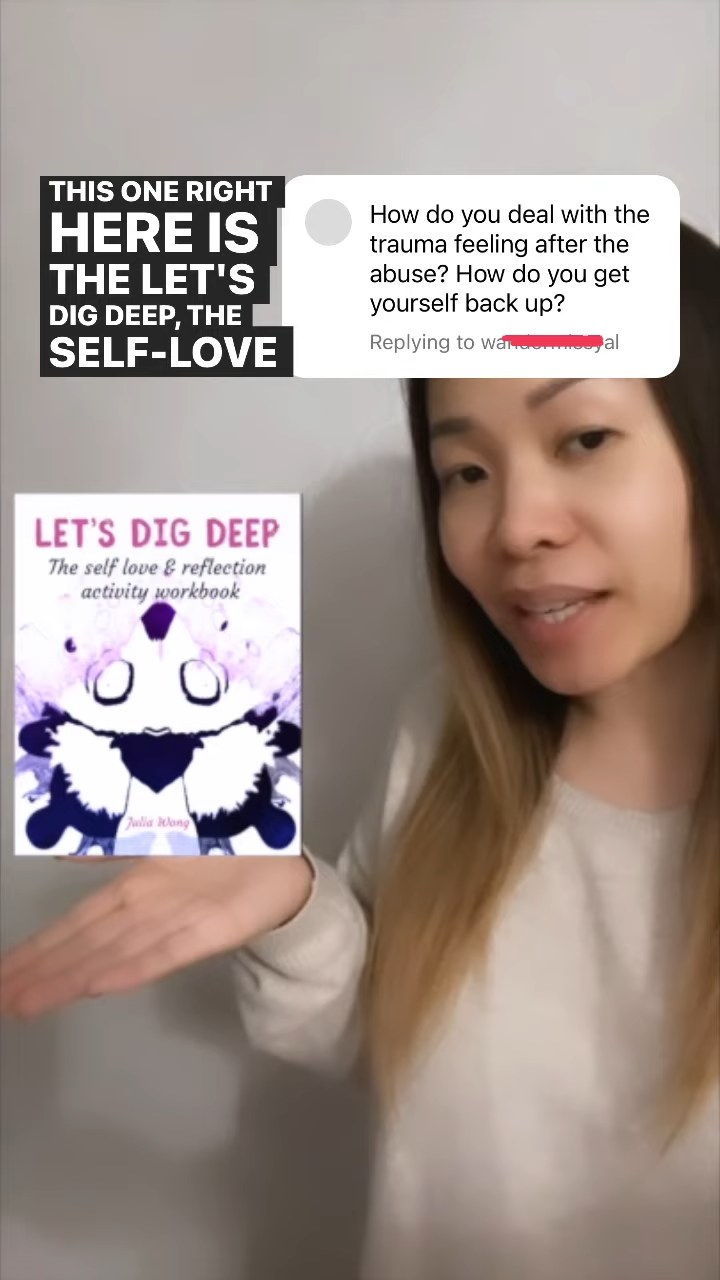 THIS ONE RIGHT
HERE IS
THE LET'S
DIG DEEP, THE
SELF-LOVE
How do you deal with the
trauma feeling after the
abuse? How do you get
yourself back up?
Replying to
LET'S DIG DEEP
The self love & reflection
activity workbook
Julia Wong